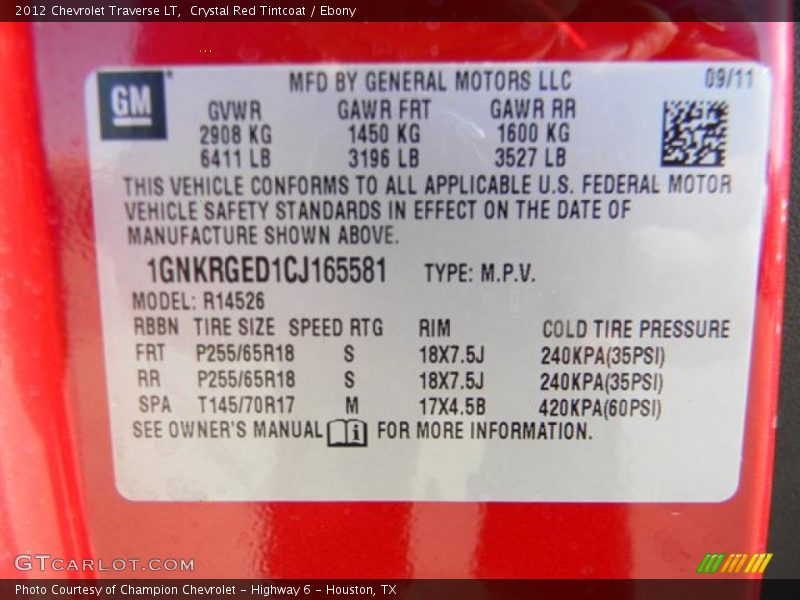 2012 Chevrolet Traverse LT,  Crystal Red Tintcoat / Ebony
GM
MFD BY GENERAL MOTORS LLC 09/11
GVWR GAWR FRT GAWR RR
2908 KG 1450 KG 1600 KG
6411 LB 3196 LB 3527 LB
THIS VEHICLE CONFORMS TO ALL APPLICABLE U.S. FEDERAL MOTOR
VEHICLE SAFETY STANDARDS IN EFFECT ON THE DATE OF
MANUFACTURE SHOWN ABOVE.
1GNKRGED1CJ165581 TYPE: M.P.V.
MODEL: R14526
RBBN TIRE SIZE SPEED RTG RIM COLD TIRE PRESSURE
FRT P255/65R18 S 18X7.5J 240KPA(35PSI)
RR P255/65R18 S 18X7.5J 240KPA(35PSI)
SPA T145/70R17 M 17X4.5B 420KPA(60PSI)
SEE OWNER'S MANUAL i FOR MORE INFORMATION.
GTCARLOT.COM
Photo Courtesy of Champion Chevrolet - Highway 6 - Houston, TX